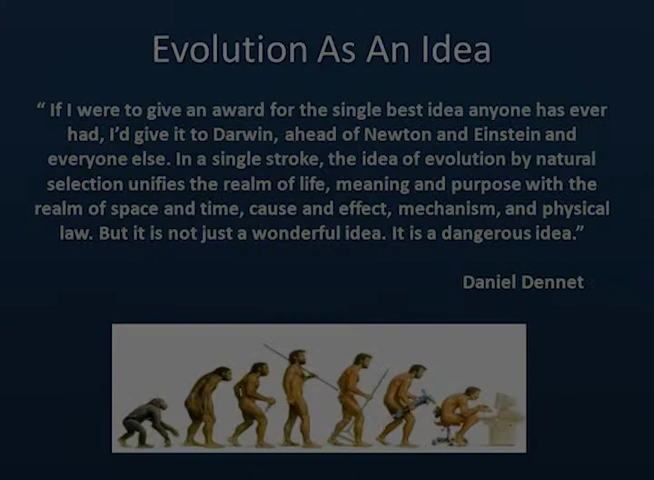 Evolution As An Idea
“ If I were to give an award for the single best idea anyone has ever
had, I’d give it to Darwin, ahead of Newton and Einstein and
everyone else. In a single stroke, the idea of evolution by natural
selection unifies the realm of life, meaning and purpose with the
realm of space and time, cause and effect, mechanism, and physical
law. But it is not just a wonderful idea. It is a dangerous idea.”
Daniel Dennet